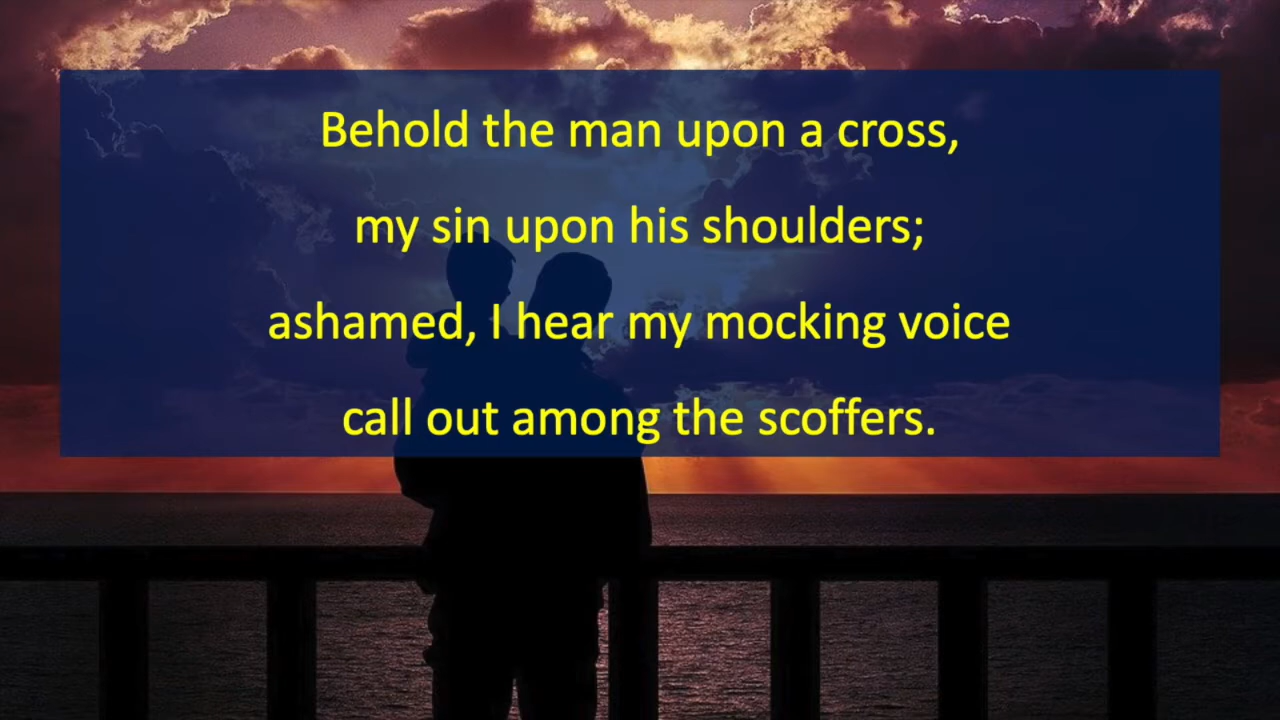 Behold the man upon a cross,
my sin upon his shoulders;
ashamed, I hear my mocking voice
call out among the scoffers.